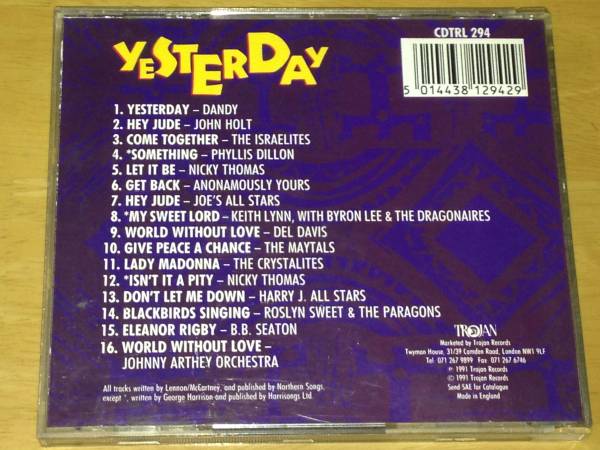 YESTERDAY
CDTRL 294
5 014438 129429
1. YESTERDAY – DANDY
2. HEY JUDE – JOHN HOLT
3. COME TOGETHER – THE ISRAELITES
4. *SOMETHING – PHYLLIS DILLON
5. LET IT BE – NICKY THOMAS
6. GET BACK – ANONAMOUSLY YOURS
7. HEY JUDE – JOE'S ALL STARS
8. *MY SWEET LORD – KEITH LYNN, WITH BYRON LEE & THE DRAGONAIRES
9. WORLD WITHOUT LOVE – DEL DAVIS
10. GIVE PEACE A CHANCE – THE MAYTALS
11. LADY MADONNA – THE CRYSTALITES
12. *ISN'T IT A PITY – NICKY THOMAS
13. DON'T LET ME DOWN – HARRY J. ALL STARS
14. BLACKBIRDS SINGING – ROSLYN SWEET & THE PARAGONS
15. ELEANOR RIGBY – B.B. SEATON
16. WORLD WITHOUT LOVE –
JOHNNY ARTHEY ORCHESTRA
All tracks written by Lennon/McCartney, and published by Northern Songs,
except *, written by George Harrison and published by Harrisongs Ltd
TROJAN
Marketed by Trojan Records
Twyman House, 31/39 Camden Road, London NW1 9LF
Tel 071 267 9899 Fax 071 267 6746
℗ 1991 Trojan Records
© 1991 Trojan Records
Send SAE for Catalogue
Made in England